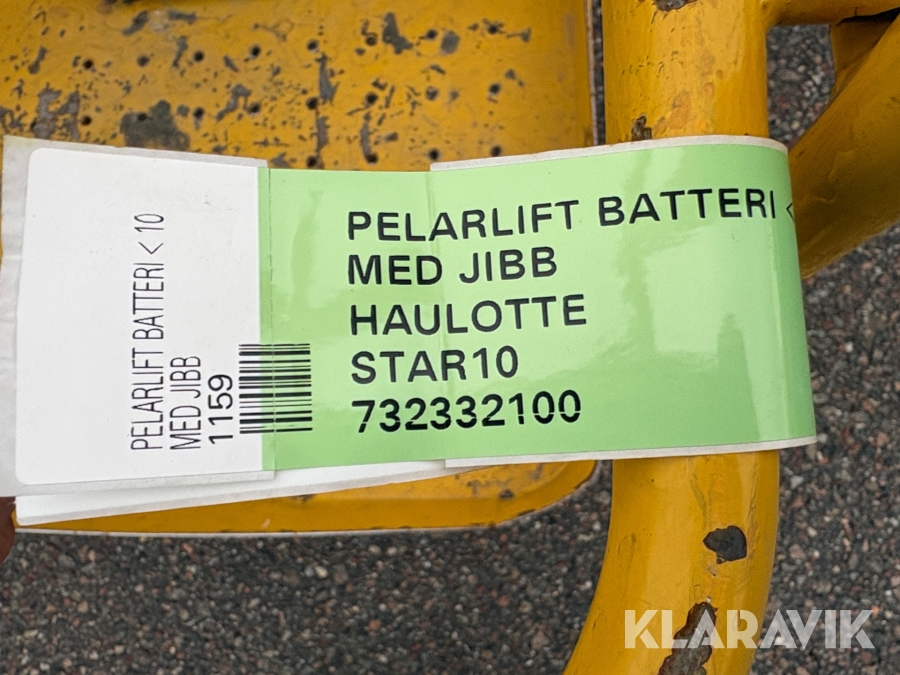 PELARLIFT BATTERI < 10
MED JIBB
1159
PELARLIFT BATTERI <
MED JIBB
HAULOTTE
STAR10
732332100
KLARAVIK